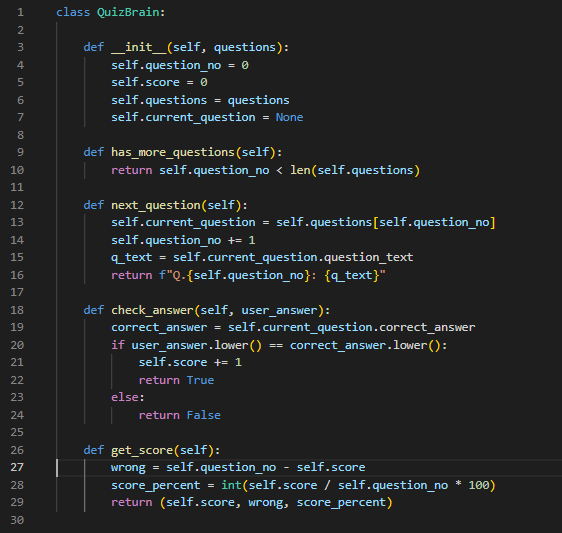 1 class QuizBrain:
2
3     def __init__(self, questions):
4         self.question_no = 0
5         self.score = 0
6         self.questions = questions
7         self.current_question = None
8
9     def has_more_questions(self):
10         return self.question_no < len(self.questions)
11
12     def next_question(self):
13         self.current_question = self.questions[self.question_no]
14         self.question_no += 1
15         q_text = self.current_question.question_text
16         return f"Q.{self.question_no}: {q_text}"
17
18     def check_answer(self, user_answer):
19         correct_answer = self.current_question.correct_answer
20         if user_answer.lower() == correct_answer.lower():
21             self.score += 1
22             return True
23         else:
24             return False
25
26     def get_score(self):
27         wrong = self.question_no - self.score
28         score_percent = int(self.score / self.question_no * 100)
29         return (self.score, wrong, score_percent)
30